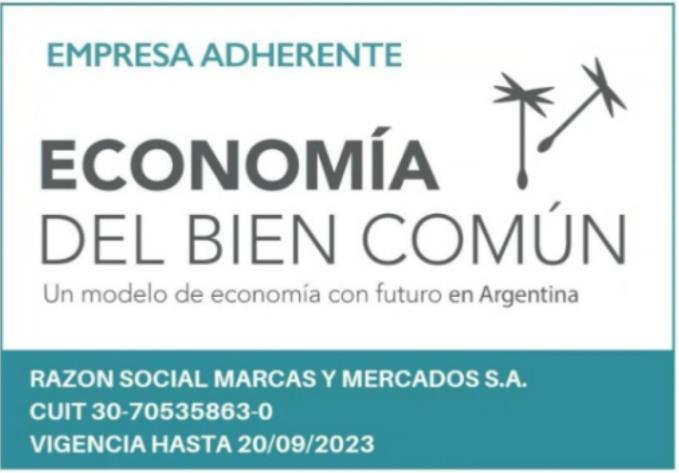 EMPRESA ADHERENTE
ECONOMÍA
DEL BIEN COMÚN
Un modelo de economía con futuro en Argentina
RAZON SOCIAL MARCAS Y MERCADOS S.A.
CUIT 30-70535863-0
VIGENCIA HASTA 20/09/2023